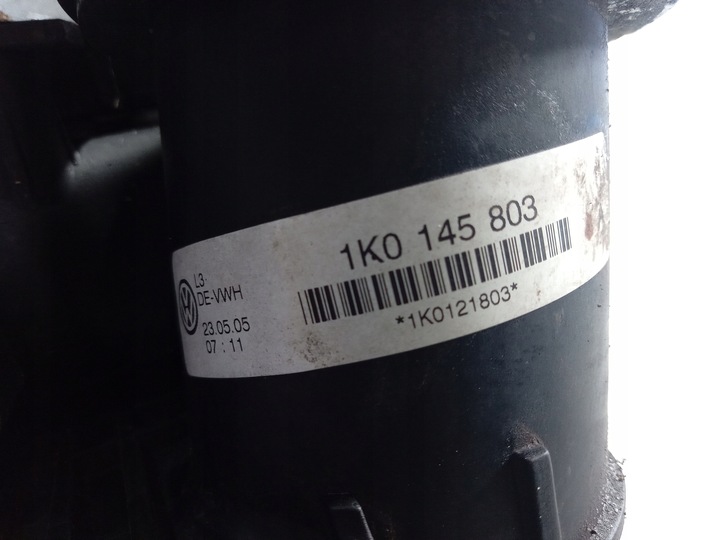 1K0 145 803
*1K0121803*
L3
DE-VWH
23.05.05
07 : 11